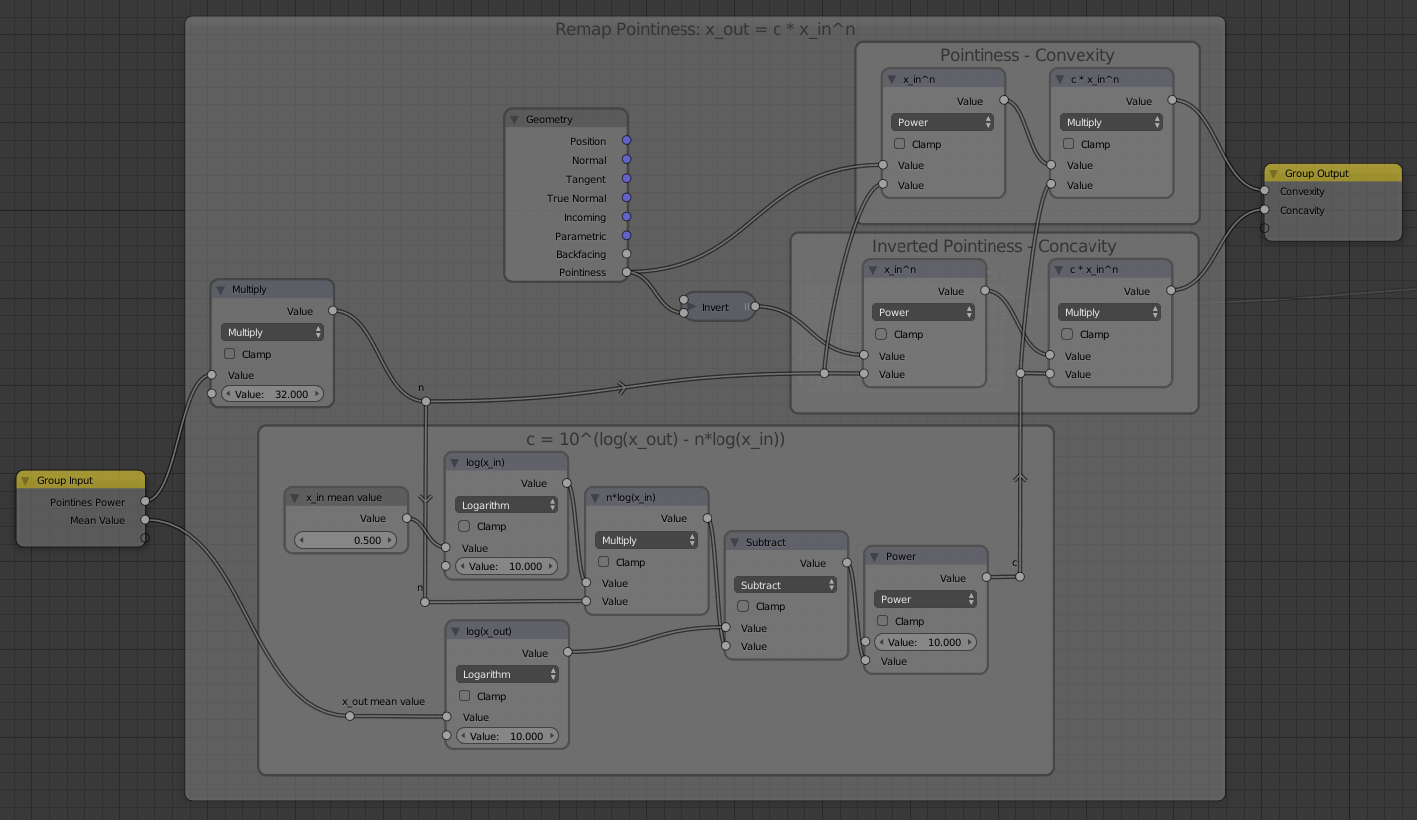 Remap Pointiness: x_out = c * x_in^n
Pointiness - Convexity
x_in^n
Value
Power
Clamp
Value
Value
c * x_in^n
Value
Multiply
Clamp
Value
Value
Geometry
Position
Normal
Tangent
True Normal
Incoming
Parametric
Backfacing
Pointiness
Group Output
Convexity
Concavity
Inverted Pointiness - Concavity
x_in^n
Value
Power
Clamp
Value
Value
c * x_in^n
Value
Multiply
Clamp
Value
Value
Invert
Multiply
Value
Multiply
Clamp
Value
Value: 32.000
n
Group Input
Pointines Power
Mean Value
c = 10^(log(x_out) - n*log(x_in))
x_in mean value
Value
0.500
log(x_in)
Value
Logarithm
Clamp
Value
Value: 10.000
n
n*log(x_in)
Value
Multiply
Clamp
Value
Value
Subtract
Value
Subtract
Clamp
Value
Value
Power
Value
Power
Clamp
Value: 10.000
Value
c
log(x_out)
Value
Logarithm
Clamp
Value
Value: 10.000
x_out mean value